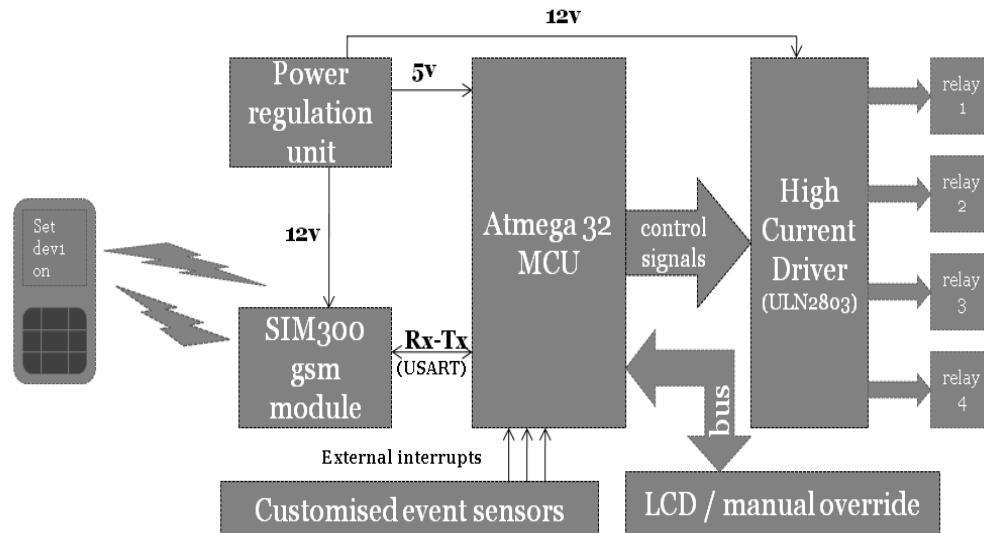 12v
Power
regulation
unit
5v
12v
Set
dev1
on
SIM300
gsm
module
Rx-Tx
(USART)
Atmega 32
MCU
control
signals
High
Current
Driver
(ULN2803)
relay
1
relay
2
relay
3
relay
4
bus
External interrupts
Customised event sensors
LCD / manual override